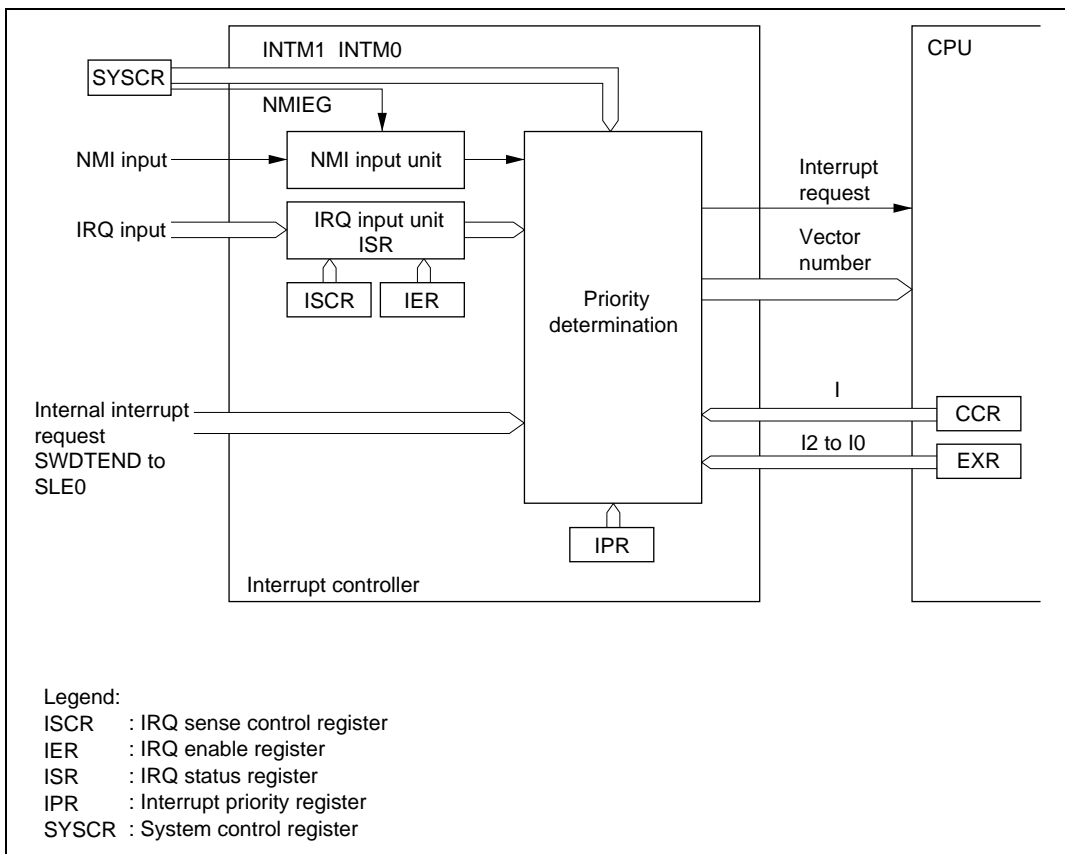 INTM1 INTM0
CPU
SYSCR
NMIEG
NMI input
NMI input unit
Interrupt
request
IRQ input
IRQ input unit
ISR
Vector
number
ISCR
IER
Priority
determination
I
CCR
Internal interrupt
request
SWDTEND to
SLE0
I2 to I0
EXR
IPR
Interrupt controller
Legend:
ISCR : IRQ sense control register
IER : IRQ enable register
ISR : IRQ status register
IPR : Interrupt priority register
SYSCR : System control register